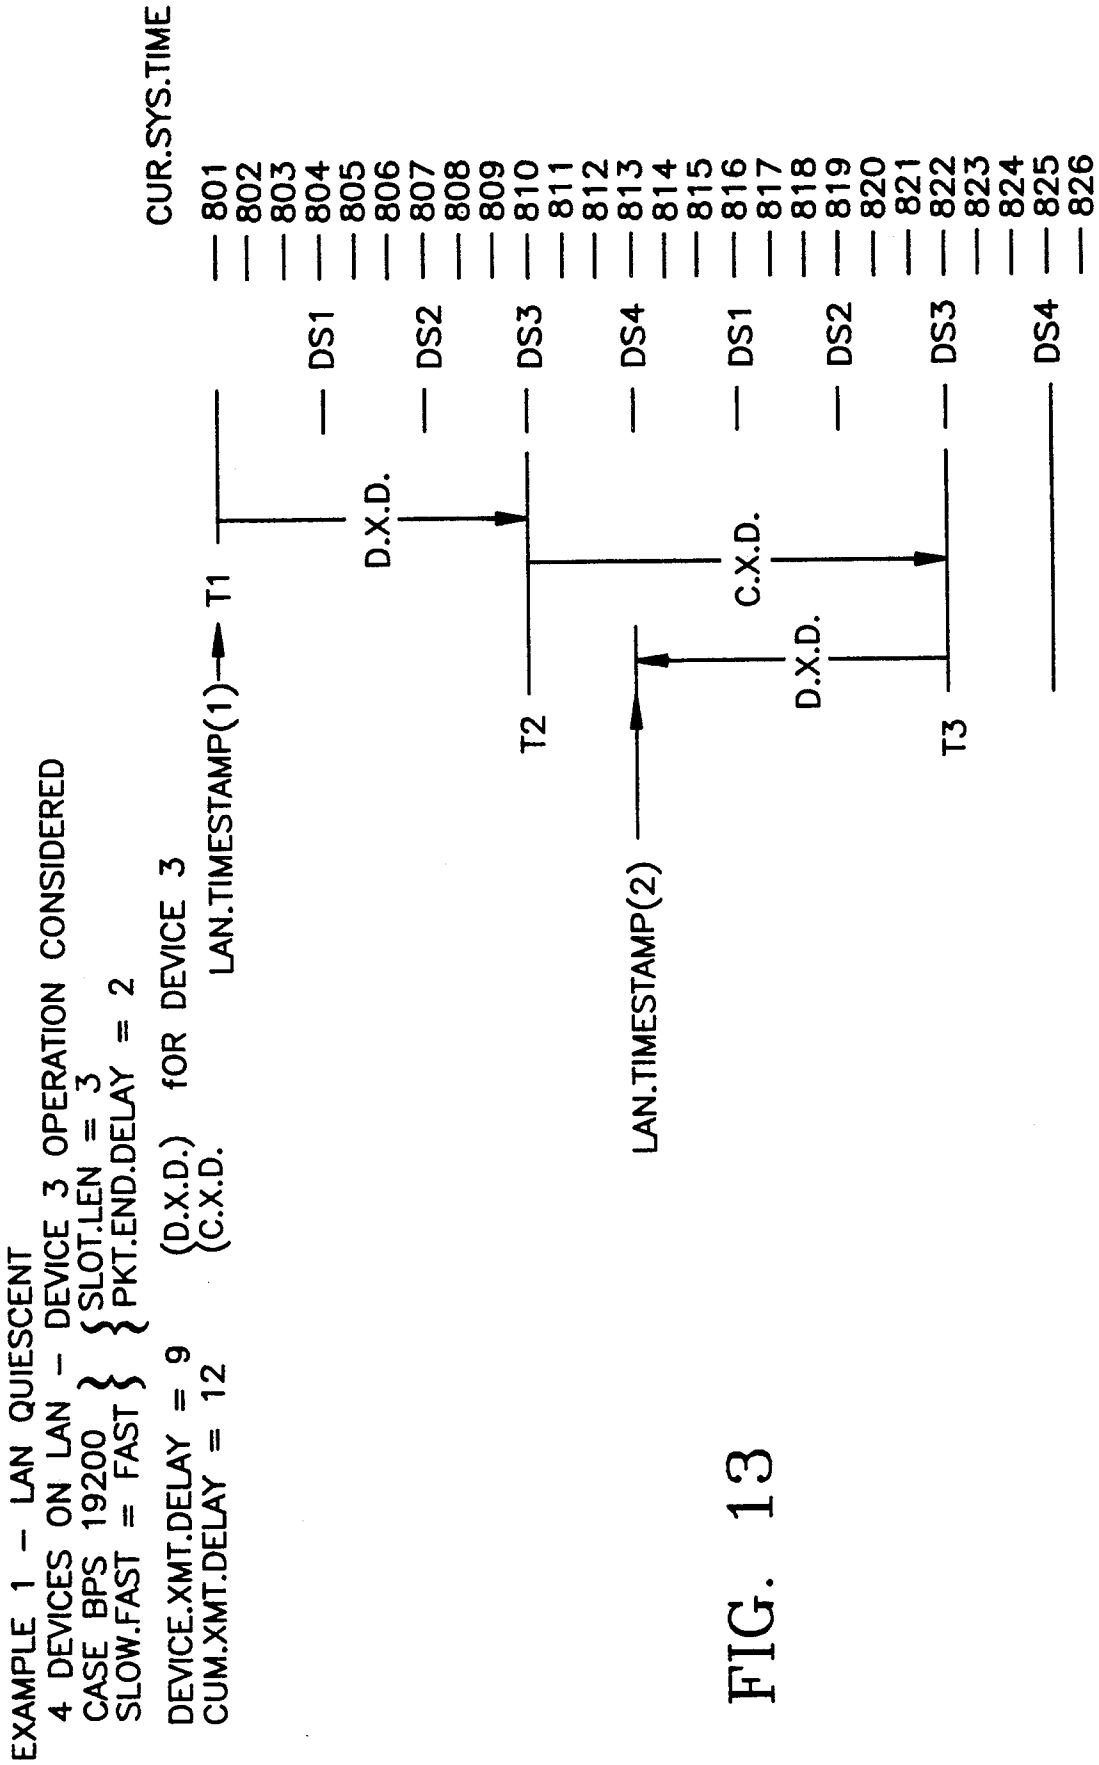 EXAMPLE 1 – LAN QUIESCENT
4 DEVICES ON LAN – DEVICE 3 OPERATION CONSIDERED
CASE BPS 19200 } { SLOT.LEN = 3
SLOW.FAST = FAST } { PKT.END.DELAY = 2
DEVICE.XMT.DELAY = 9 (D.X.D.) fOR DEVICE 3
CUM.XMT.DELAY = 12 {C.X.D.
CUR.SYS.TIME
LAN.TIMESTAMP(1) T1
801
802
803
DS1 804
805
806
D.X.D.
DS2 807
808
809
T2 DS3 810
811
812
LAN.TIMESTAMP(2) DS4 813
814
815
D.X.D. C.X.D. DS1 816
817
818
DS2 819
820
821
T3 DS3 822
823
824
DS4 825
826
FIG. 13